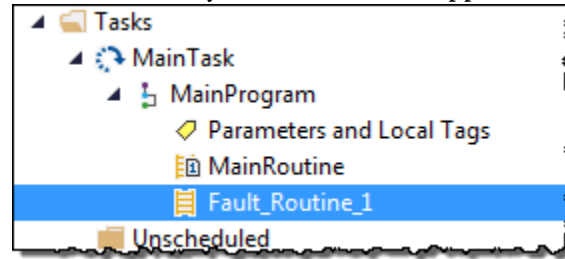 Tasks
MainTask
MainProgram
Parameters and Local Tags
MainRoutine
Fault_Routine_1
Unscheduled